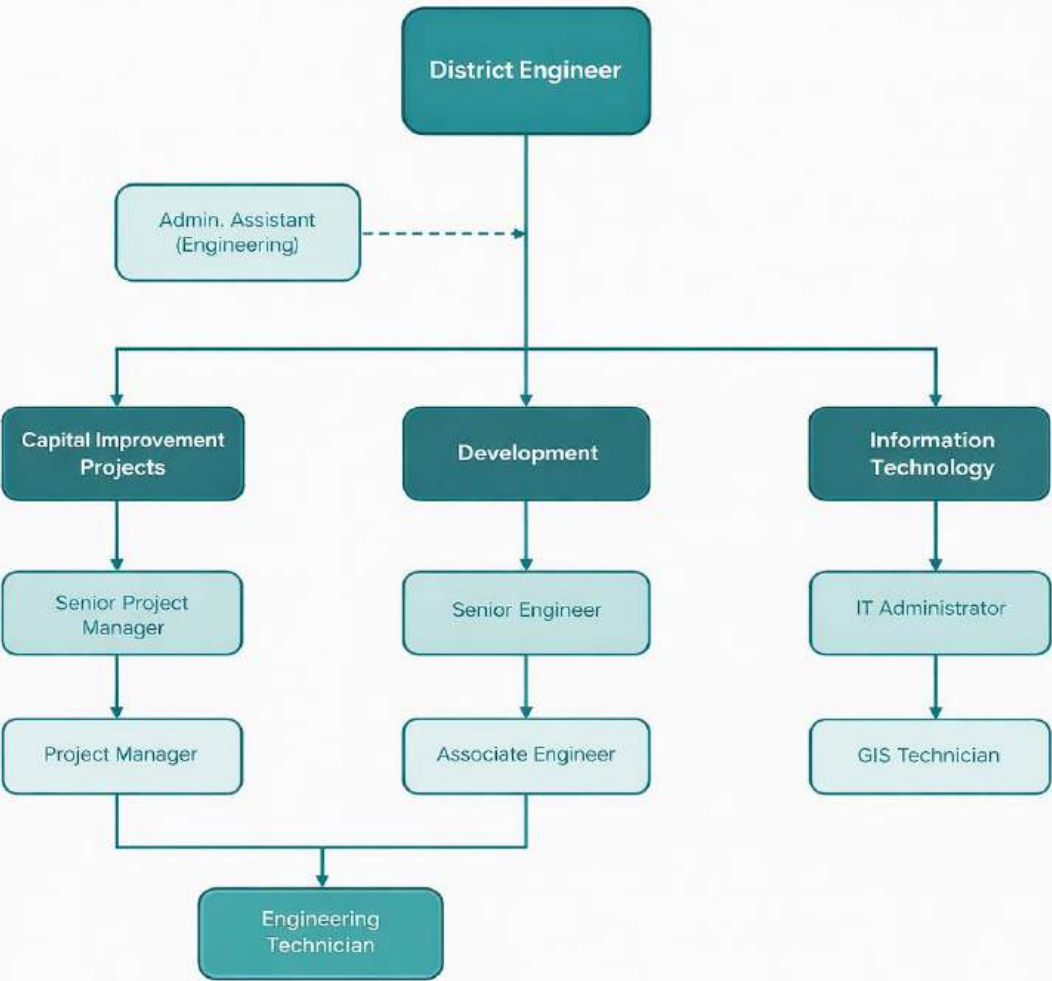 District Engineer
Admin. Assistant
(Engineering)
Capital Improvement
Projects
Development
Information
Technology
Senior Project
Manager
Senior Engineer
IT Administrator
Project Manager
Associate Engineer
GIS Technician
Engineering
Technician